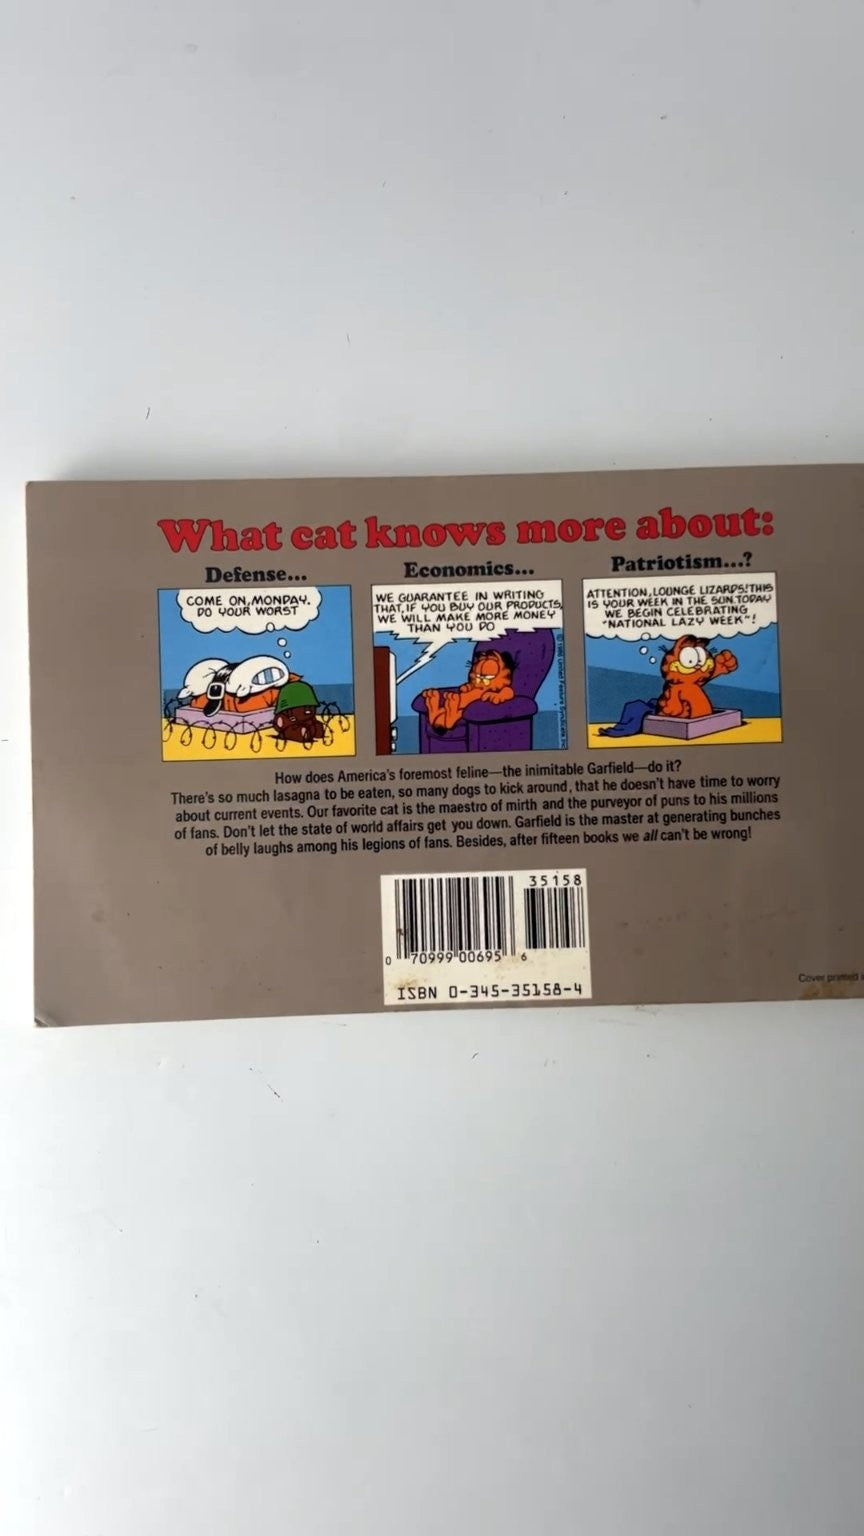 What cat knows more about:
Defense...
COME ON, MONDAY.
DO YOUR WORST
Economics...
WE GUARANTEE IN WRITING
THAT, IF YOU BUY OUR PRODUCTS,
WE WILL MAKE MORE MONEY
THAN YOU DO
Patriotism...?
ATTENTION, LOUNGE LIZARDS! THIS
IS YOUR WEEK IN THE SUN. TODAY
WE BEGIN CELEBRATING
"NATIONAL LAZY WEEK"!
How does America's foremost feline—the inimitable Garfield—do it?
There's so much lasagna to be eaten, so many dogs to kick around, that he doesn't have time to worry
about current events. Our favorite cat is the maestro of mirth and the purveyor of puns to his millions
of fans. Don't let the state of world affairs get you down. Garfield is the master at generating bunches
of belly laughs among his legions of fans. Besides, after fifteen books we all can't be wrong!
35158
0 70999 00695 6
ISBN 0-345-35158-4
Cover printed